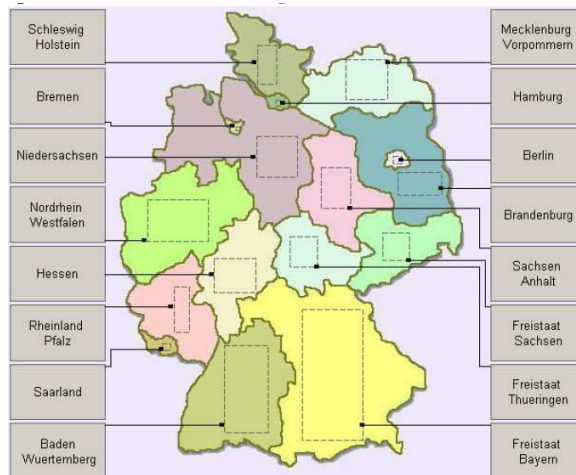 Schleswig
Holstein
Bremen
Niedersachsen
Nordrhein
Westfalen
Hessen
Rheinland
Pfalz
Saarland
Baden
Wuertemberg
Mecklenburg
Vorpommern
Hamburg
Berlin
Brandenburg
Sachsen
Anhalt
Freistaat
Sachsen
Freistaat
Thueringen
Freistaat
Bayern